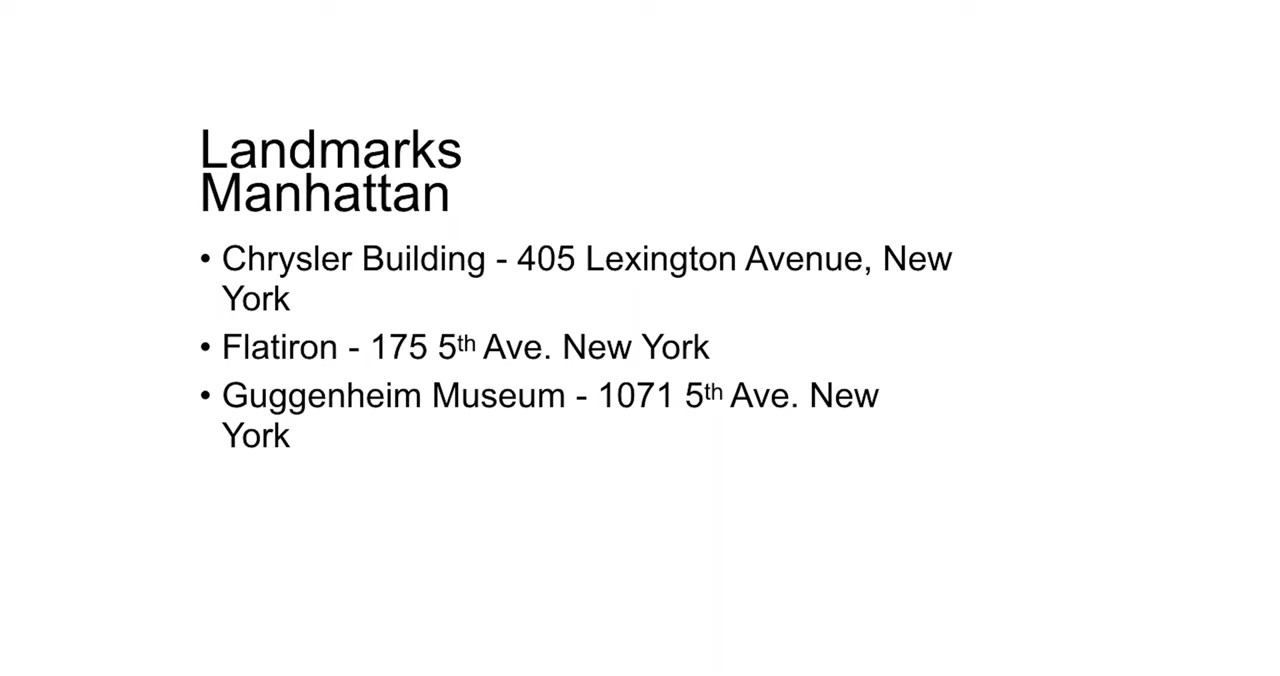 Landmarks
Manhattan
• Chrysler Building - 405 Lexington Avenue, New
York
• Flatiron - 175 5th Ave. New York
• Guggenheim Museum - 1071 5th Ave. New
York